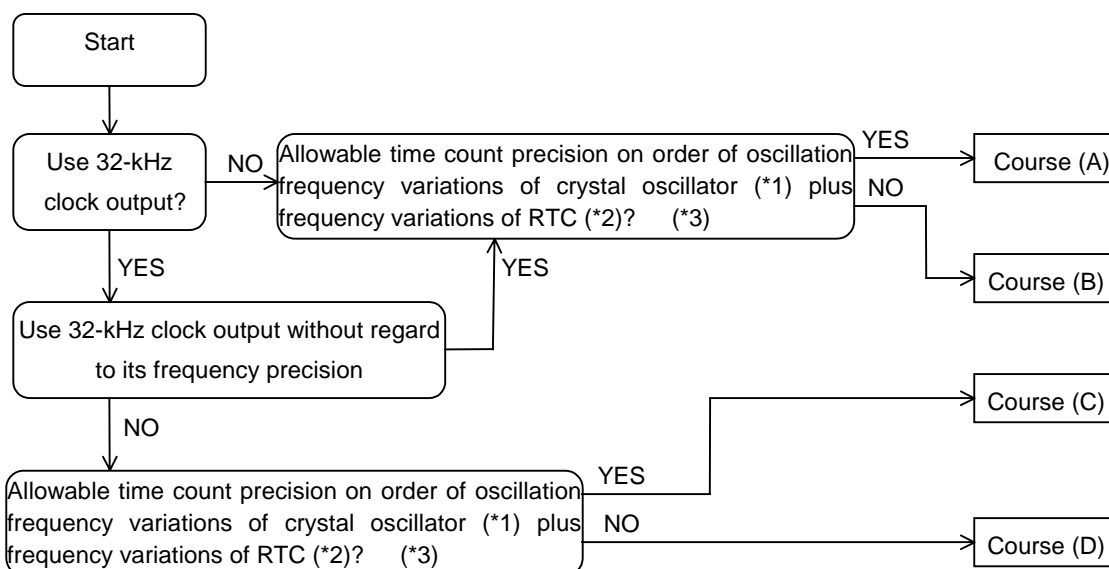 Start
Use 32-kHz
clock output?
NO
Allowable time count precision on order of oscillation
frequency variations of crystal oscillator (*1) plus
frequency variations of RTC (*2)? (*3)
YES
Course (A)
NO
Course (B)
YES
YES
Use 32-kHz clock output without regard
to its frequency precision
NO
Course (C)
Allowable time count precision on order of oscillation
frequency variations of crystal oscillator (*1) plus
frequency variations of RTC (*2)? (*3)
YES
NO
Course (D)